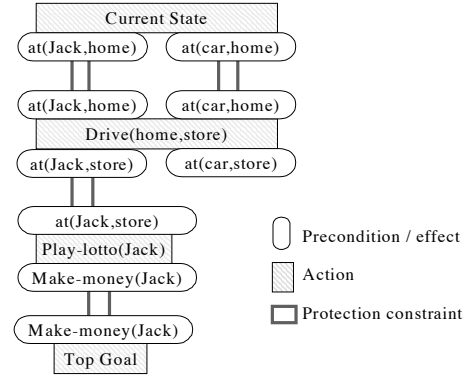 Current State
at(Jack,home) at(car,home)
at(Jack,home) at(car,home)
Drive(home,store)
at(Jack,store) at(car,store)
at(Jack,store)
Play-lotto(Jack)
Make-money(Jack)
Make-money(Jack)
Top Goal
Precondition / effect
Action
Protection constraint